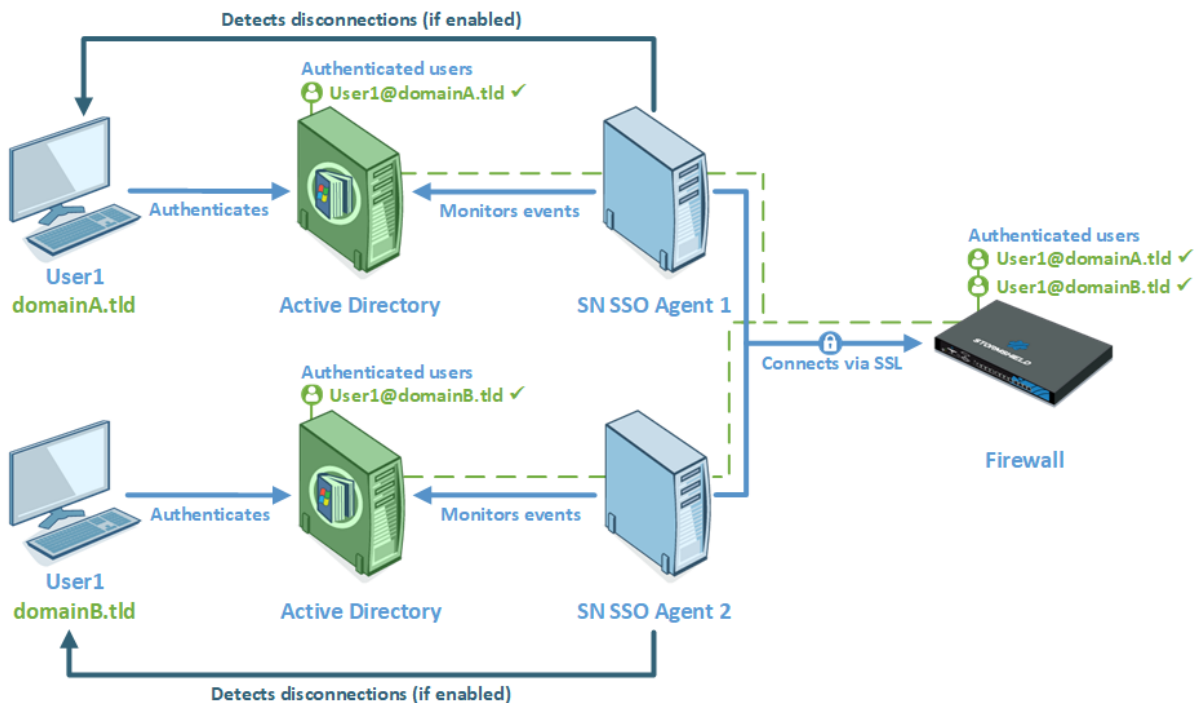 Detects disconnections (if enabled)
Authenticated users
User1@domainA.tld
Authenticates
Monitors events
User1
domainA.tld
Active Directory
SN SSO Agent 1
Authenticated users
User1@domainA.tld
User1@domainB.tld
STORMSHIELD
Connects via SSL
Firewall
Authenticated users
User1@domainB.tld
Authenticates
Monitors events
User1
domainB.tld
Active Directory
SN SSO Agent 2
Detects disconnections (if enabled)